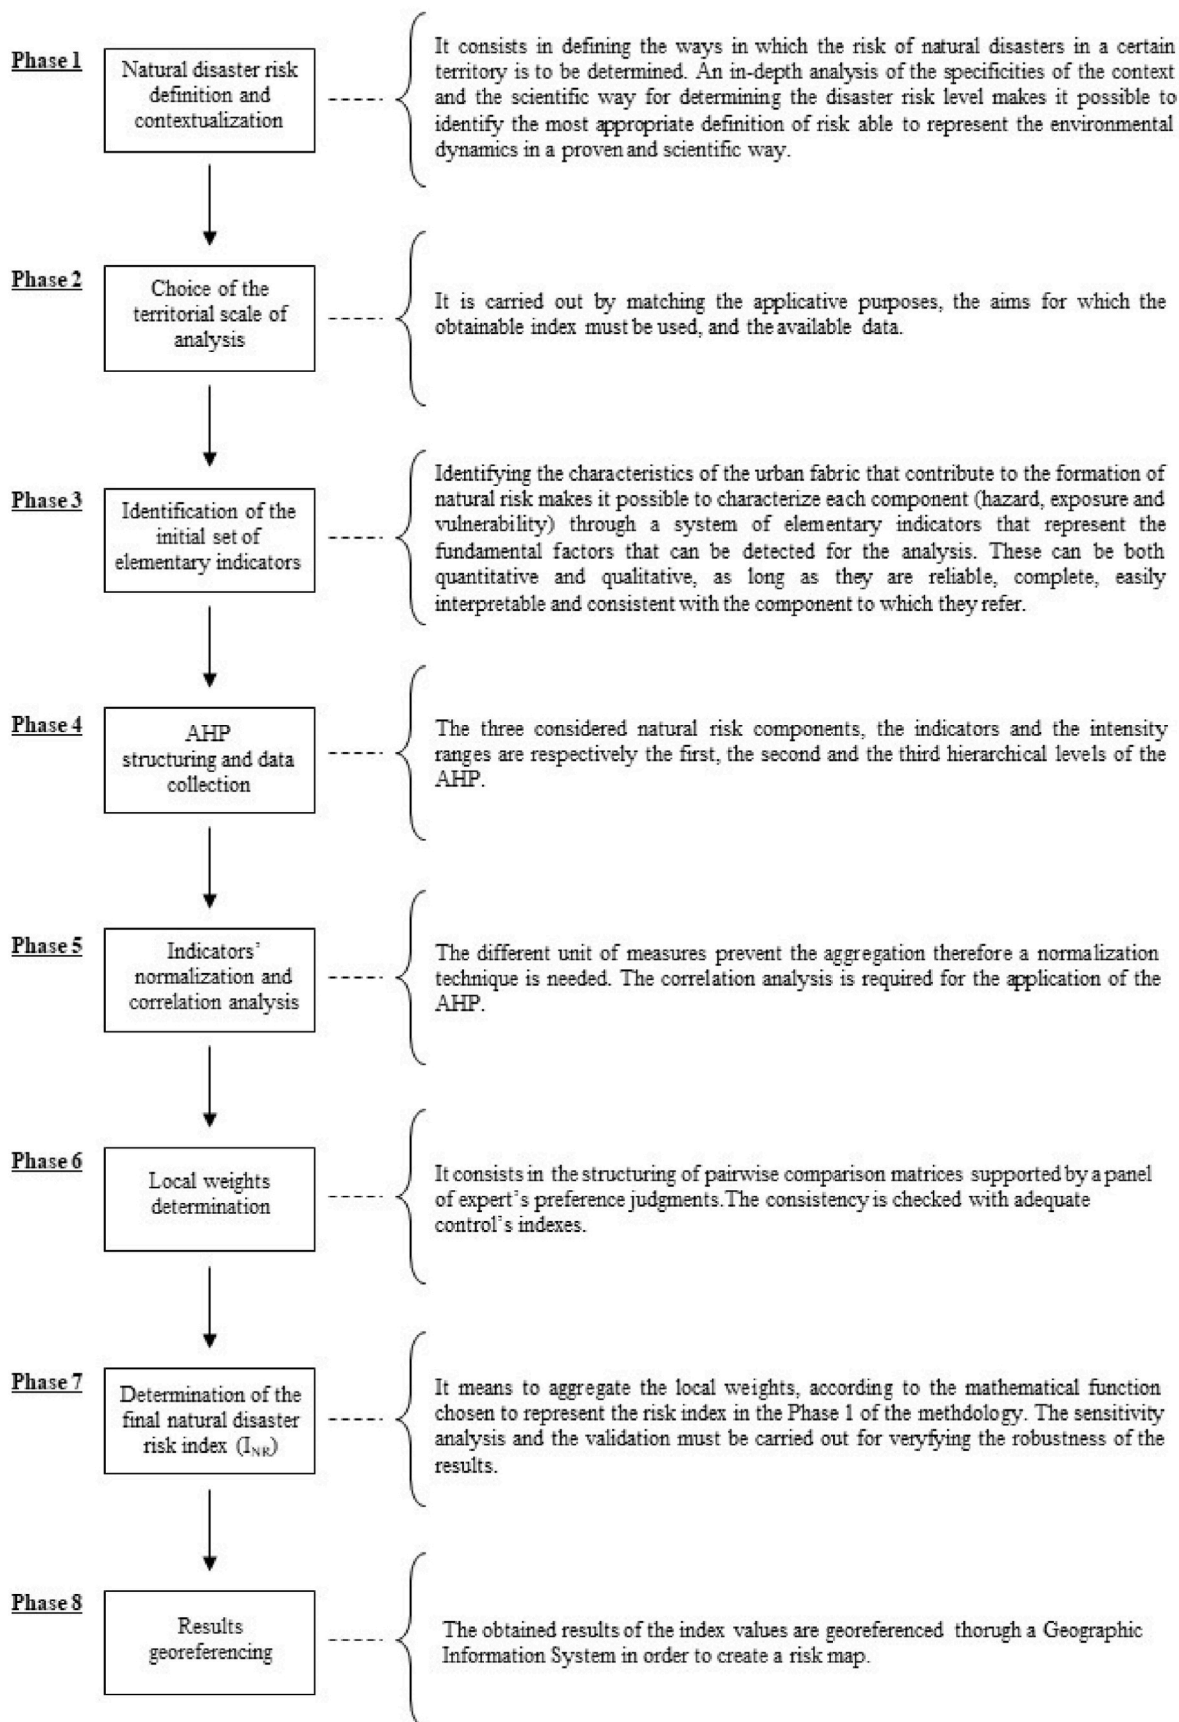 Phase 1
Natural disaster risk
definition and
contextualization
It consists in defining the ways in which the risk of natural disasters in a certain
territory is to be determined. An in-depth analysis of the specificities of the context
and the scientific way for determining the disaster risk level makes it possible to
identify the most appropriate definition of risk able to represent the environmental
dynamics in a proven and scientific way.
Phase 2
Choice of the
territorial scale of
analysis
It is carried out by matching the applicative purposes, the aims for which the
obtainable index must be used, and the available data.
Phase 3
Identification of the
initial set of
elementary indicators
Identifying the characteristics of the urban fabric that contribute to the formation of
natural risk makes it possible to characterize each component (hazard, exposure and
vulnerability) through a system of elementary indicators that represent the
fundamental factors that can be detected for the analysis. These can be both
quantitative and qualitative, as long as they are reliable, complete, easily
interpretable and consistent with the component to which they refer.
Phase 4
AHP
structuring and data
collection
The three considered natural risk components, the indicators and the intensity
ranges are respectively the first, the second and the third hierarchical levels of the
AHP.
Phase 5
Indicators’
normalization and
correlation analysis
The different unit of measures prevent the aggregation therefore a normalization
technique is needed. The correlation analysis is required for the application of the
AHP.
Phase 6
Local weights
determination
It consists in the structuring of pairwise comparison matrices supported by a panel
of expert’s preference judgments.The consistency is checked with adequate
control’s indexes.
Phase 7
Determination of the
final natural disaster
risk index (I_NR)
It means to aggregate the local weights, according to the mathematical function
chosen to represent the risk index in the Phase 1 of the methdology. The sensitivity
analysis and the validation must be carried out for veryfying the robustness of the
results.
Phase 8
Results
georeferencing
The obtained results of the index values are georeferenced thorugh a Geographic
Information System in order to create a risk map.